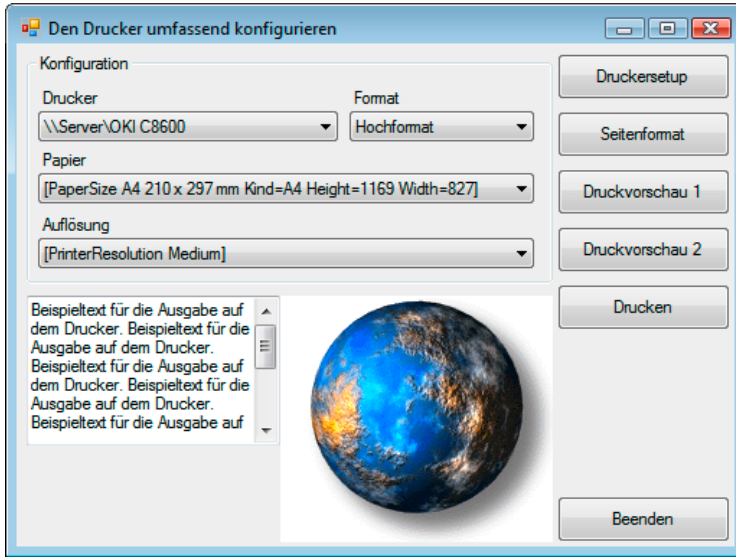 Den Drucker umfassend konfigurieren
Konfiguration
Drucker
Format
\\Server\OKI C8600
Hochformat
Papier
[PaperSize A4 210 x 297 mm Kind=A4 Height=1169 Width=827]
Auflösung
[PrinterResolution Medium]
Druckersetup
Seitenformat
Druckvorschau 1
Druckvorschau 2
Drucken
Beispieltext für die Ausgabe auf
dem Drucker. Beispieltext für die
Ausgabe auf dem Drucker.
Beispieltext für die Ausgabe auf
dem Drucker. Beispieltext für die
Ausgabe auf dem Drucker.
Beispieltext für die Ausgabe auf
Beenden